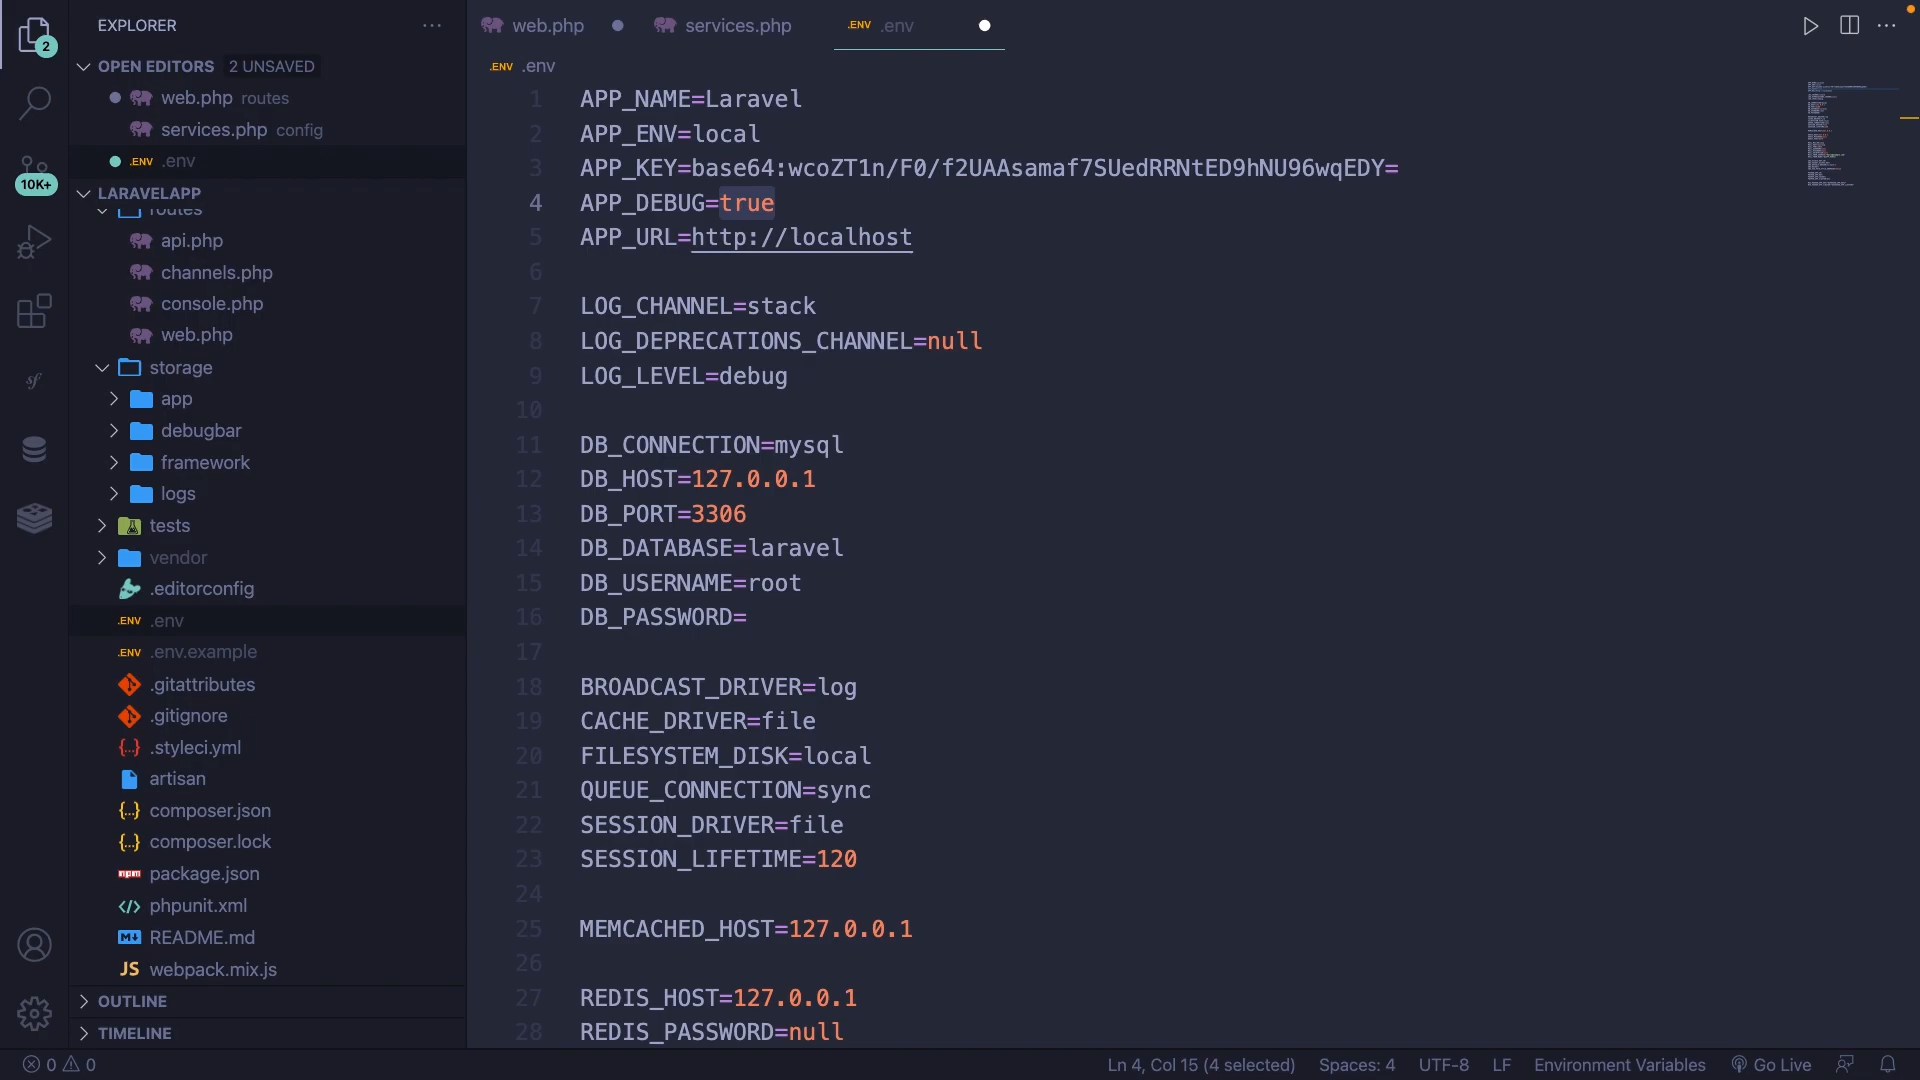 EXPLORER
2
OPEN EDITORS 2 UNSAVED
web.php routes
services.php config
.ENV .env
10K+
LARAVELAPP
routes
api.php
channels.php
console.php
web.php
storage
app
debugbar
framework
logs
tests
vendor
.editorconfig
.ENV .env
.ENV .env.example
.gitattributes
.gitignore
{..} .styleci.yml
artisan
{..} composer.json
{..} composer.lock
npm package.json
</> phpunit.xml
M README.md
JS webpack.mix.js
OUTLINE
TIMELINE
web.php
services.php
.ENV .env
.ENV .env
1 APP_NAME=Laravel
2 APP_ENV=local
3 APP_KEY=base64:wcoZT1n/F0/f2UAAsamaf7SUedRRNtED9hNU96wqEDY=
4 APP_DEBUG=true
5 APP_URL=http://localhost
6
7 LOG_CHANNEL=stack
8 LOG_DEPRECATIONS_CHANNEL=null
9 LOG_LEVEL=debug
10
11 DB_CONNECTION=mysql
12 DB_HOST=127.0.0.1
13 DB_PORT=3306
14 DB_DATABASE=laravel
15 DB_USERNAME=root
16 DB_PASSWORD=
17
18 BROADCAST_DRIVER=log
19 CACHE_DRIVER=file
20 FILESYSTEM_DISK=local
21 QUEUE_CONNECTION=sync
22 SESSION_DRIVER=file
23 SESSION_LIFETIME=120
24
25 MEMCACHED_HOST=127.0.0.1
26
27 REDIS_HOST=127.0.0.1
28 REDIS_PASSWORD=null
0 0
Ln 4, Col 15 (4 selected) Spaces: 4 UTF-8 LF Environment Variables Go Live